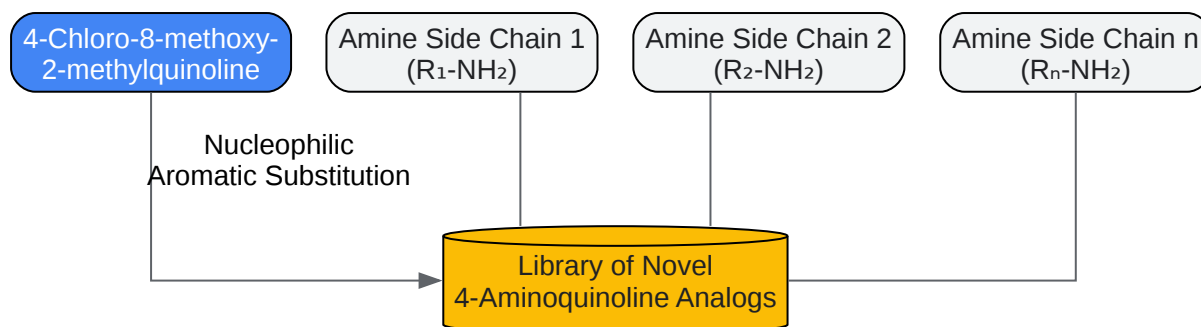 4-Chloro-8-methoxy-
2-methylquinoline
Amine Side Chain 1
(R₁-NH₂)
Amine Side Chain 2
(R₂-NH₂)
Amine Side Chain n
(Rₙ-NH₂)
Nucleophilic
Aromatic Substitution
Library of Novel
4-Aminoquinoline Analogs